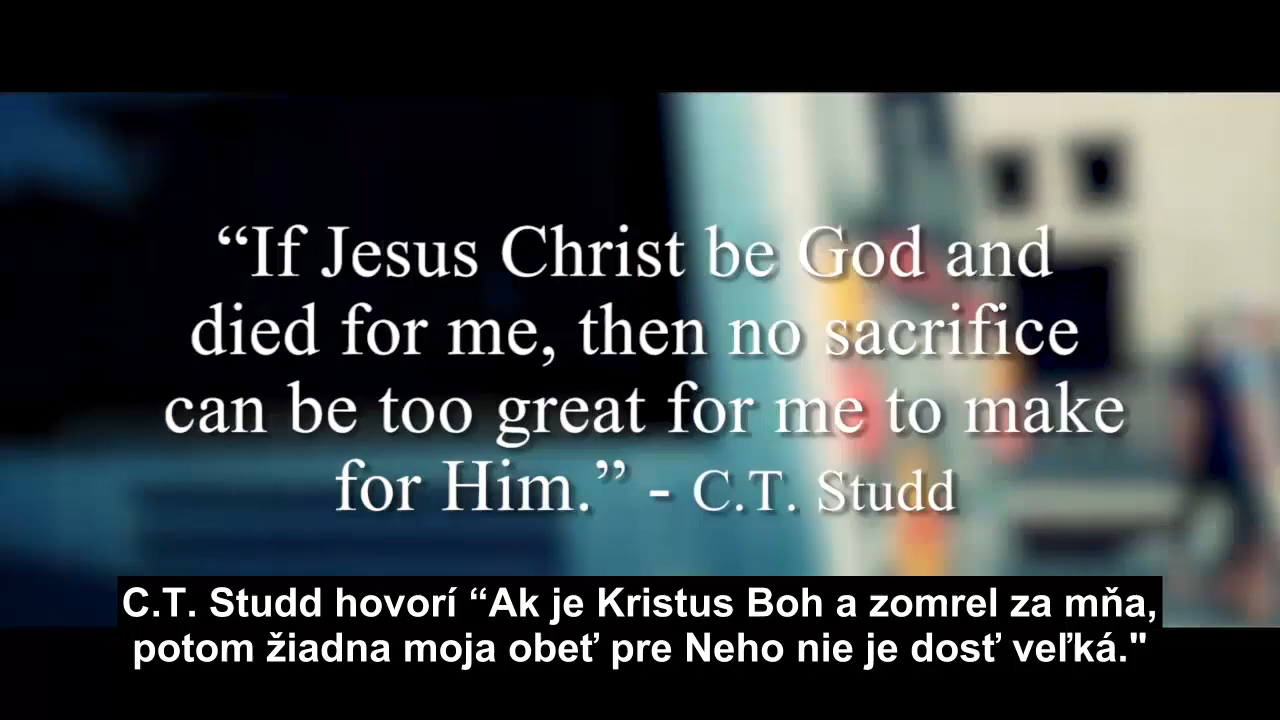 “If Jesus Christ be God and
died for me, then no sacrifice
can be too great for me to make
for Him.” - C.T. Studd
C.T. Studd hovorí “Ak je Kristus Boh a zomrel za mňa,
potom žiadna moja obeť pre Neho nie je dosť veľká."